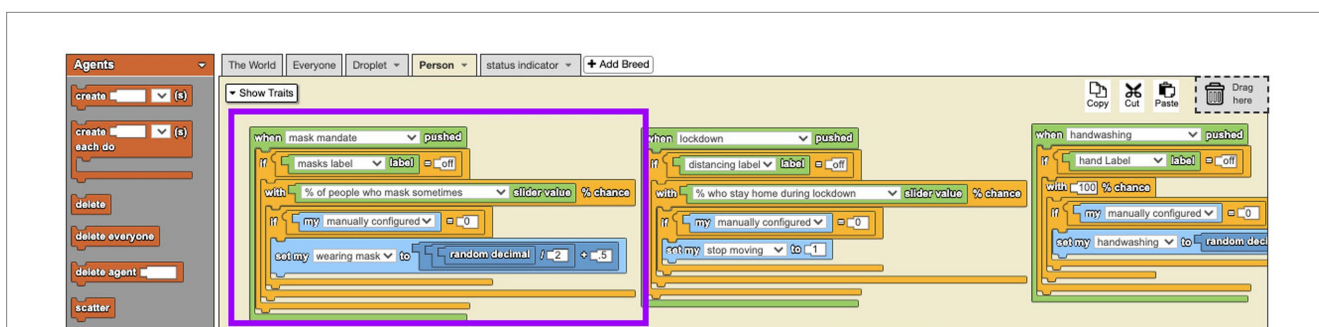 Agents
The World Everyone Droplet Person status indicator + Add Breed
Show Traits
Copy Cut Paste Drag here
create (s)
create (s)
each do
delete
delete everyone
delete agent
scatter
when mask mandate pushed
if masks label label = off
with % of people who mask sometimes slider value % chance
if my manually configured = 0
set my wearing mask to random decimal / 2 + .5
when lockdown pushed
if distancing label label = off
with % who stay home during lockdown slider value % chance
if my manually configured = 0
set my stop moving to 1
when handwashing pushed
if hand Label label = off
with 100 % chance
if my manually configured = 0
set my handwashing to random deci